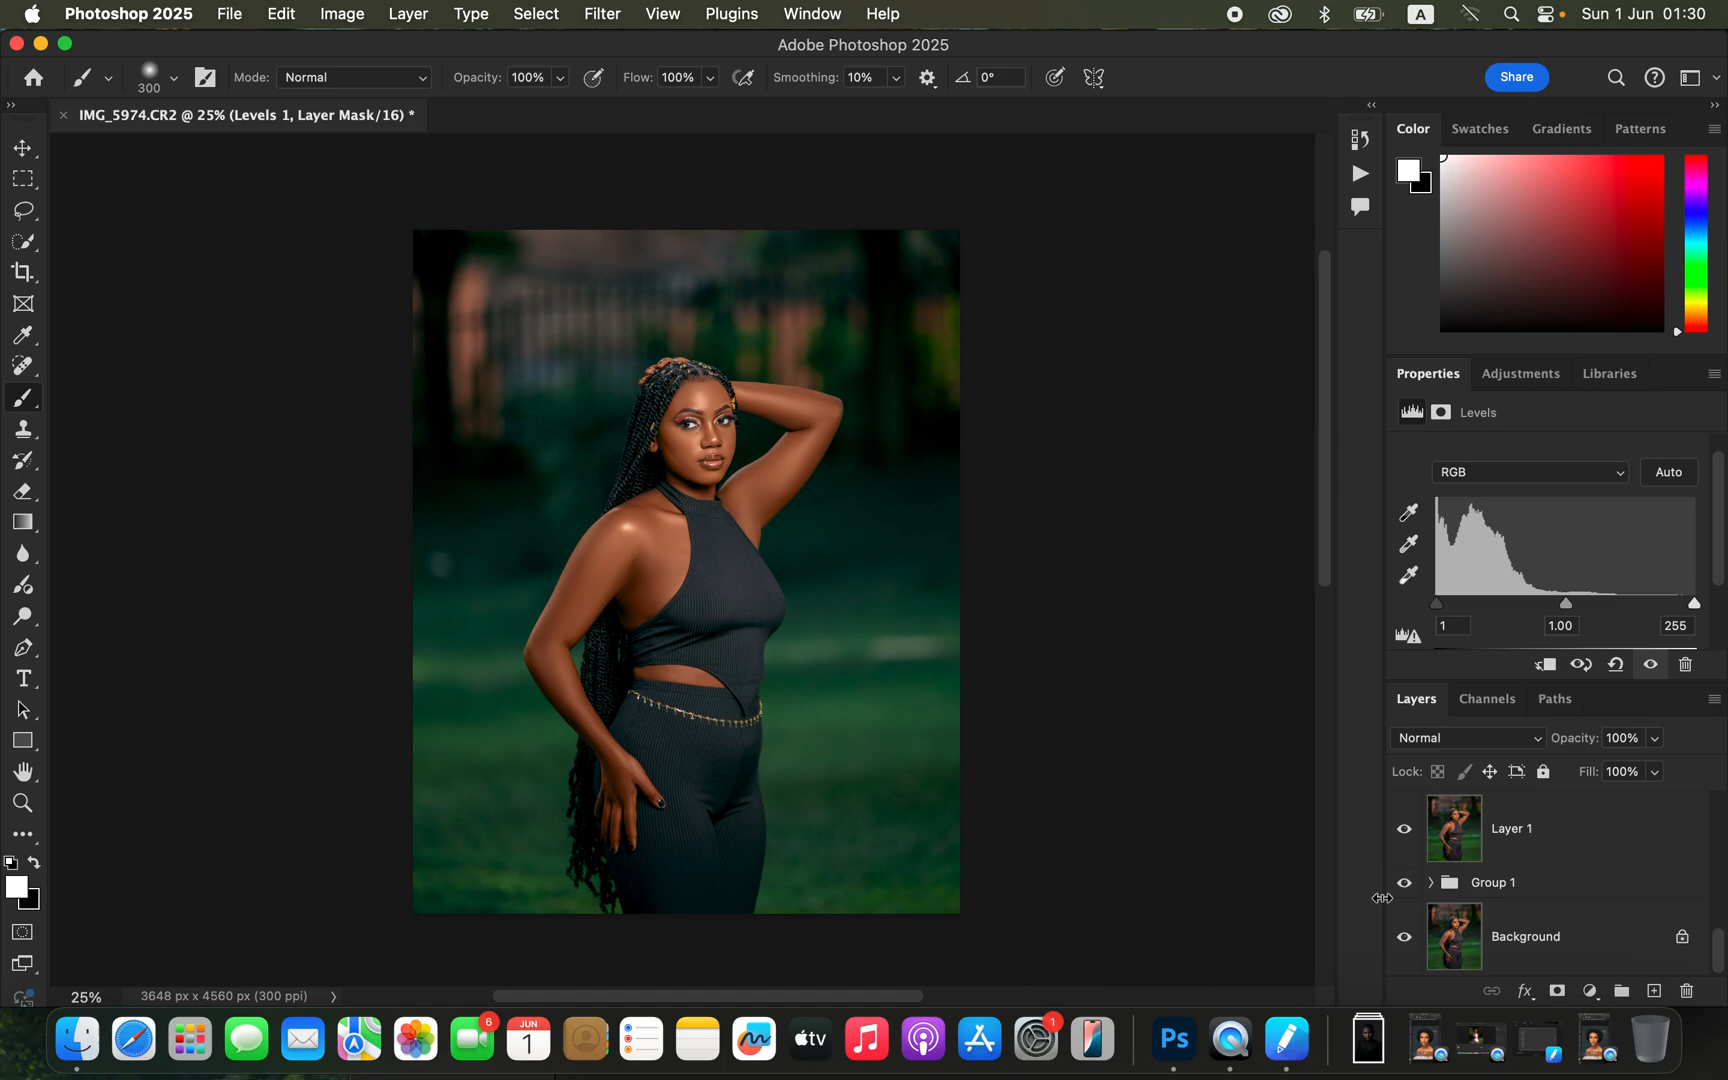 Photoshop 2025 File Edit Image Layer Type Select Filter View Plugins Window Help A Sun 1 Jun 01:30
Adobe Photoshop 2025
300 Mode: Normal Opacity: 100% Flow: 100% Smoothing: 10% 0° Share
IMG_5974.CR2 @ 25% (Levels 1, Layer Mask/16) *
Color Swatches Gradients Patterns
Properties Adjustments Libraries
Levels
RGB Auto
1 1.00 255
Layers Channels Paths
Normal Opacity: 100%
Lock: Fill: 100%
Layer 1
Group 1
Background
fx
25% 3648 px x 4560 px (300 ppi)
6 JUN 1 tv 1 Ps